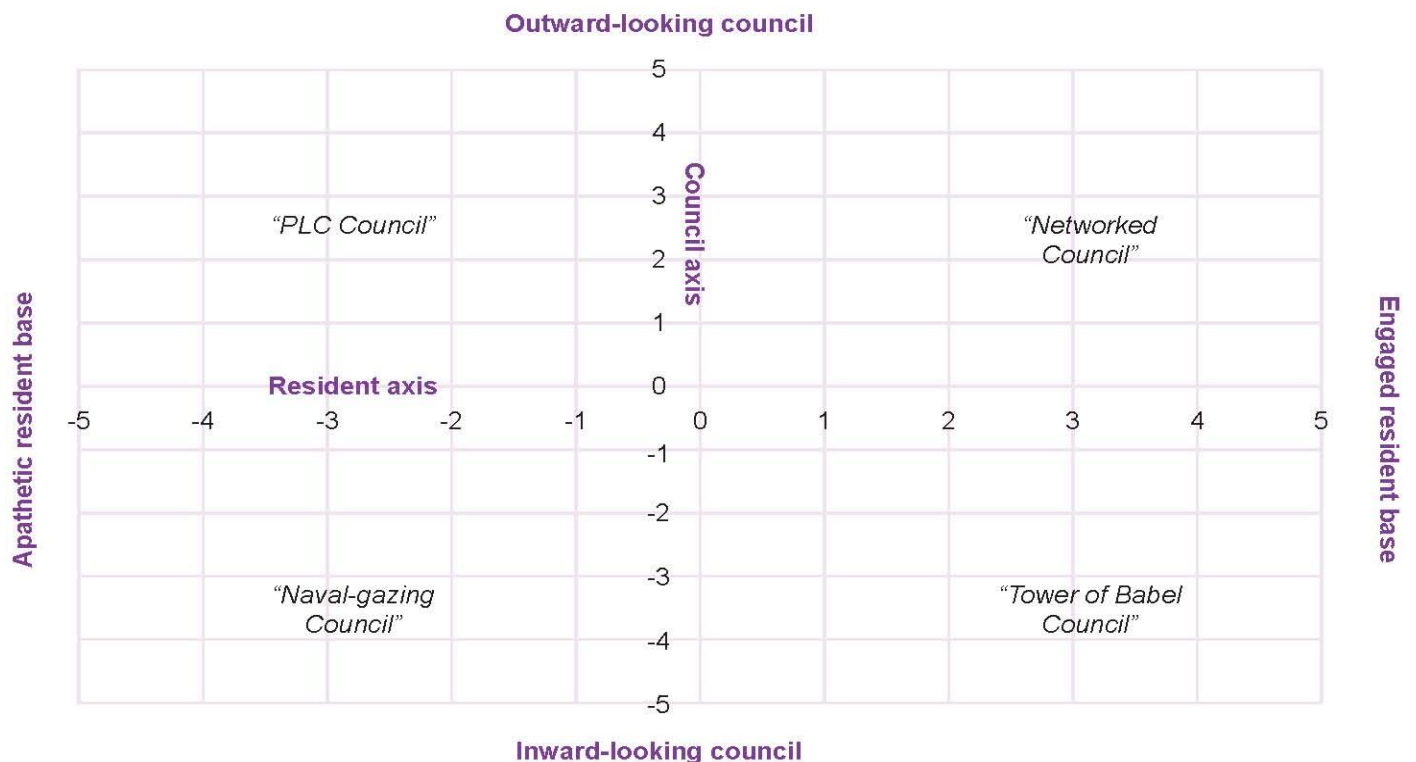 Outward-looking council
5
4
3
2
1
0
-1
-2
-3
-4
-5
Council axis
“PLC Council”
“Networked
Council”
Apathetic resident base
Engaged resident base
Resident axis
-5 -4 -3 -2 -1 0 1 2 3 4 5
“Naval-gazing
Council”
“Tower of Babel
Council”
Inward-looking council